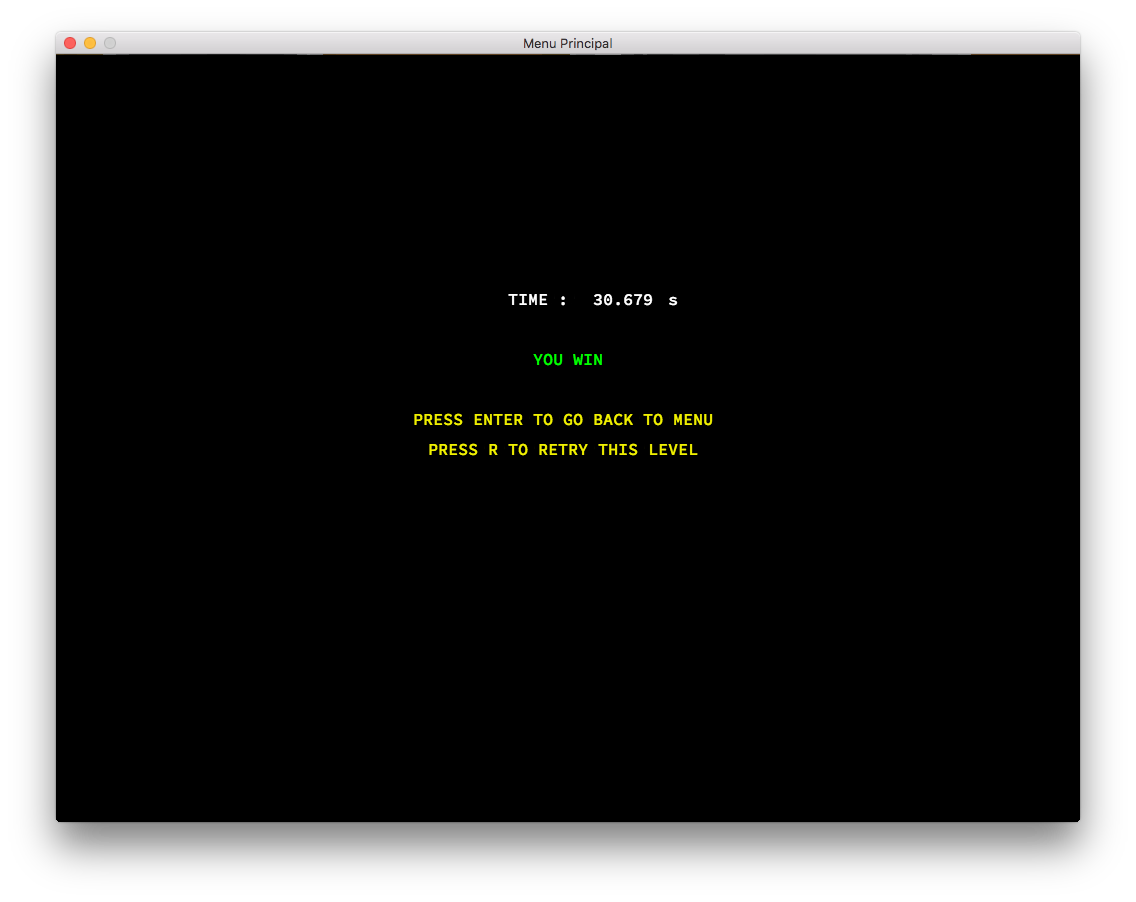 Menu Principal
TIME : 30.679 s
YOU WIN
PRESS ENTER TO GO BACK TO MENU
PRESS R TO RETRY THIS LEVEL